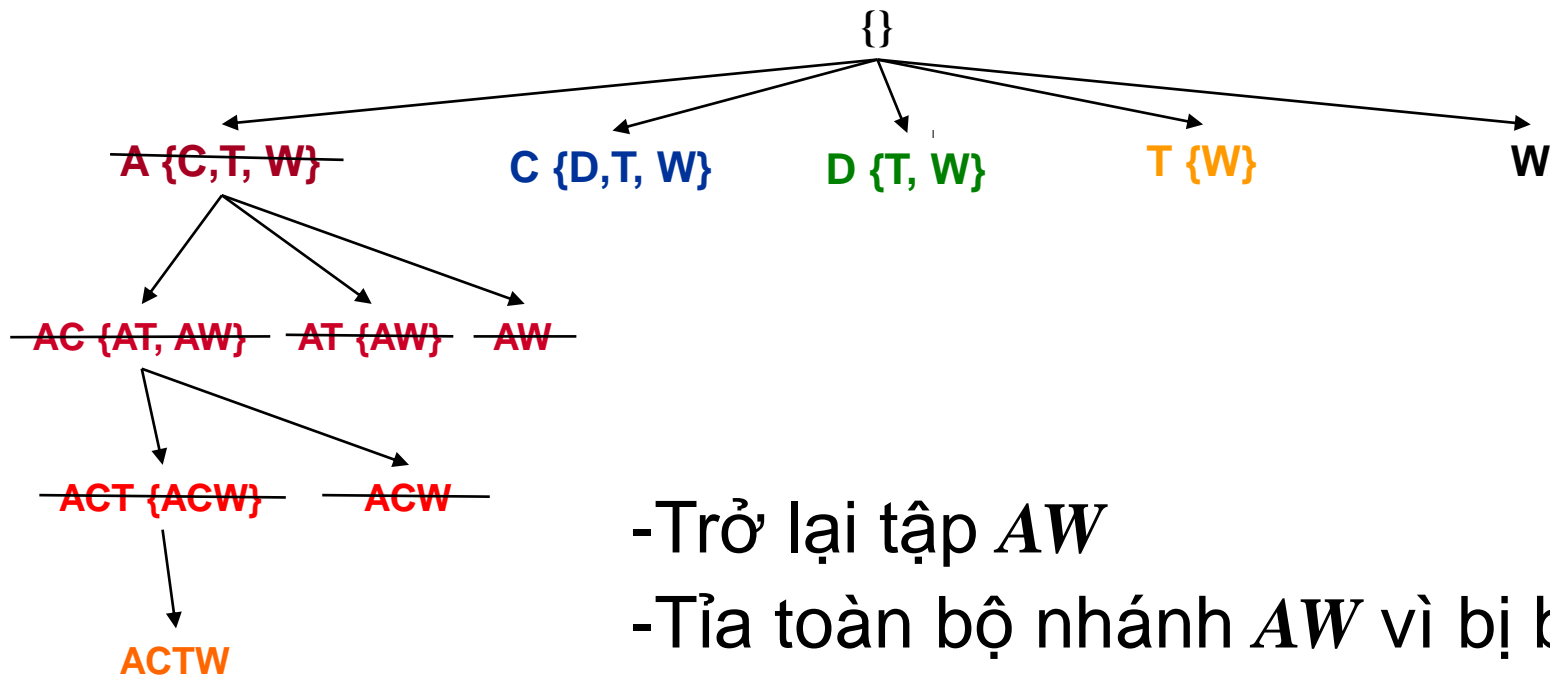 {}
A {C,T, W} C {D,T, W} D {T, W} T {W} W
AC {AT, AW} AT {AW} AW
ACT {ACW} ACW
-Trở lại tập AW
-Tỉa toàn bộ nhánh AW vì bị
ACTW